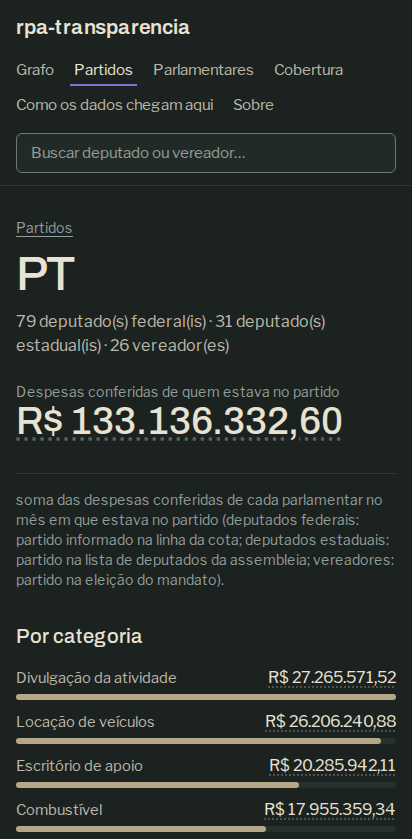 rpa-transparencia
Grafo Partidos Parlamentares Cobertura
Como os dados chegam aqui Sobre
Buscar deputado ou vereador...
Partidos
PT
79 deputado(s) federal(is) · 31 deputado(s)
estadual(is) · 26 vereador(es)
Despesas conferidas de quem estava no partido
R$ 133.136.332,60
soma das despesas conferidas de cada parlamentar no
mês em que estava no partido (deputados federais:
partido informado na linha da cota; deputados estaduais:
partido na lista de deputados da assembleia; vereadores:
partido na eleição do mandato).
Por categoria
Divulgação da atividade R$ 27.265.571,52
Locação de veículos R$ 26.206.240,88
Escritório de apoio R$ 20.285.942,11
Combustível R$ 17.955.359,34